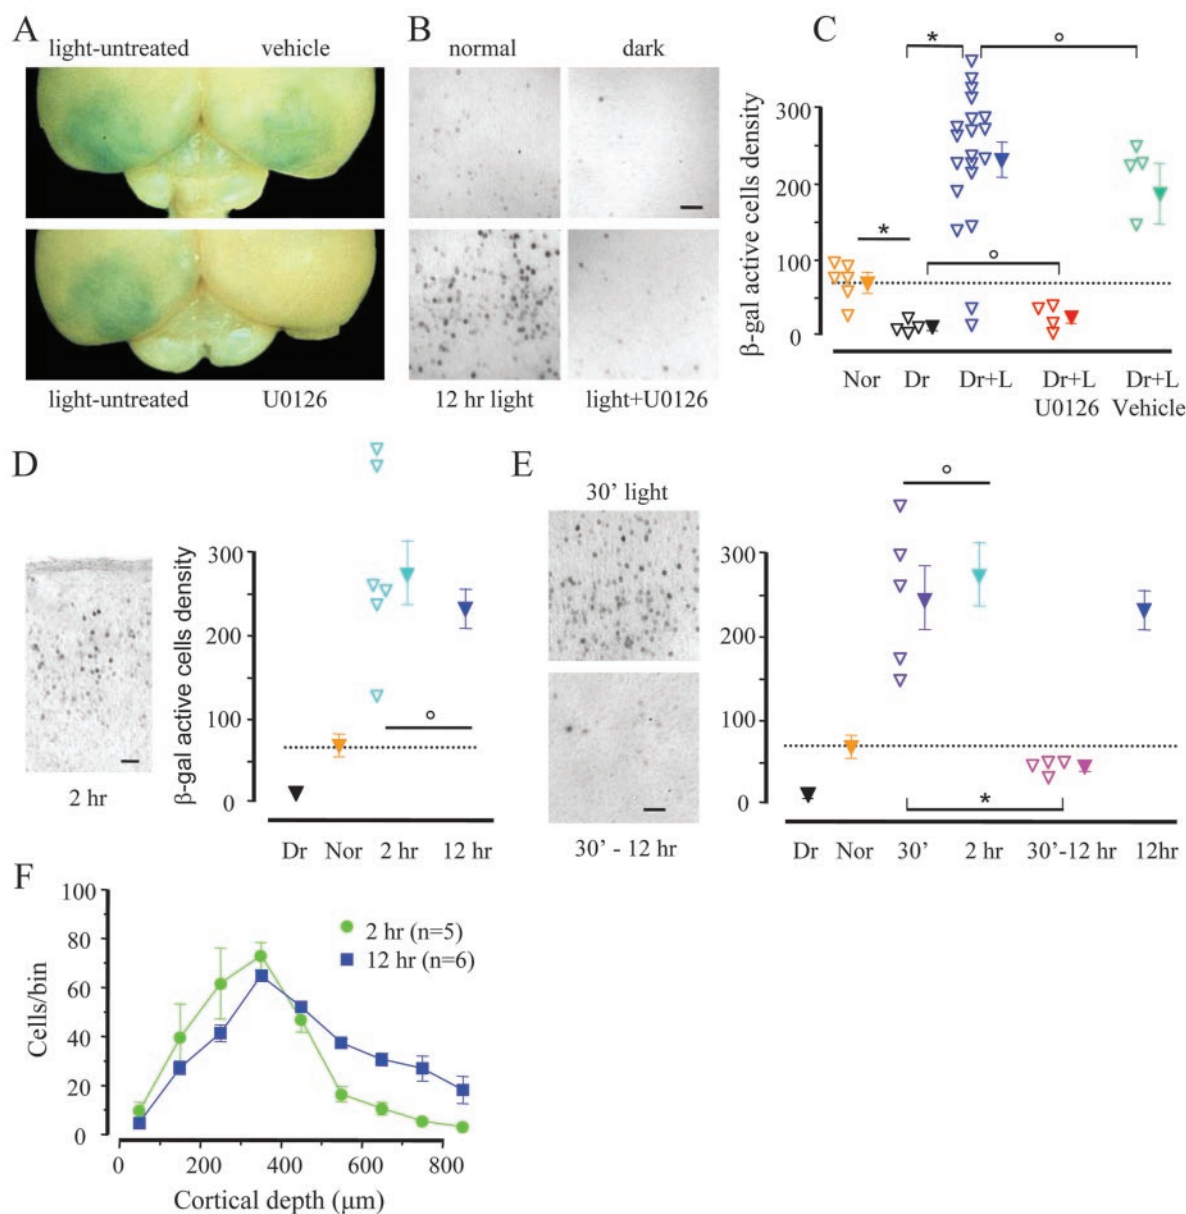 A
light-untreated vehicle
light-untreated U0126
B
normal dark
12 hr light light+U0126
C
* °
β-gal active cells density
300
200
100
0
*
°
Nor Dr Dr+L Dr+L Dr+L
U0126 Vehicle
D
2 hr
β-gal active cells density
300
200
100
0
°
Dr Nor 2 hr 12 hr
E
30’ light
30’ - 12 hr
°
300
200
100
0
*
Dr Nor 30’ 2 hr 30’-12 hr 12hr
F
Cells/bin
100
80
60
40
20
0
2 hr (n=5)
12 hr (n=6)
0 200 400 600 800
Cortical depth (μm)